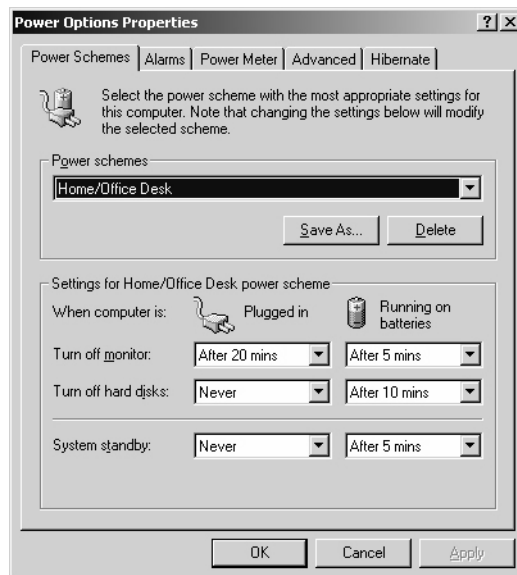 Power Options Properties
Power Schemes Alarms Power Meter Advanced Hibernate
Select the power scheme with the most appropriate settings for
this computer. Note that changing the settings below will modify
the selected scheme.
Power schemes
Home/Office Desk
Save As... Delete
Settings for Home/Office Desk power scheme
When computer is: Plugged in Running on
batteries
Turn off monitor: After 20 mins After 5 mins
Turn off hard disks: Never After 10 mins
System standby: Never After 5 mins
OK Cancel Apply